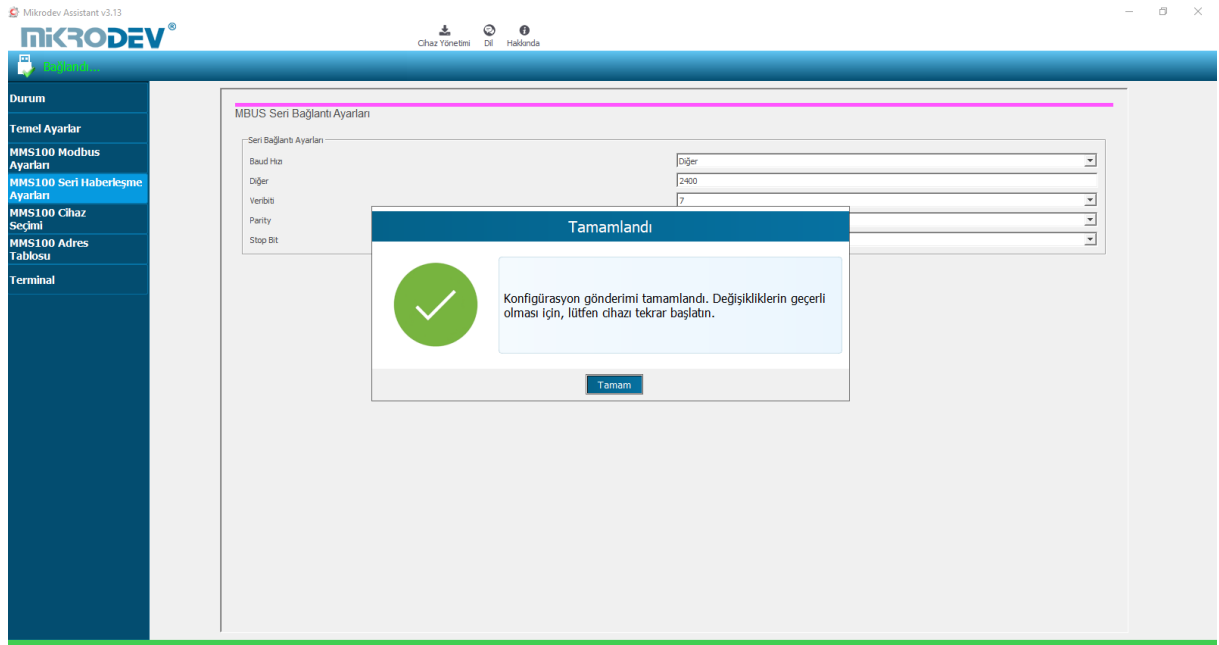 Mikrodev Assistant v3.13
MiKRODEV®
Cihaz Yönetimi Dil Hakkında
Bağlandı...
Durum
Temel Ayarlar
MMS100 Modbus
Ayarları
MMS100 Seri Haberleşme
Ayarları
MMS100 Cihaz
Seçimi
MMS100 Adres
Tablosu
Terminal
MBUS Seri Bağlantı Ayarları
Seri Bağlantı Ayarları
Baud Hızı Diğer
Diğer 2400
Veribiti 7
Parity
Stop Bit
Tamamlandı
Konfigürasyon gönderimi tamamlandı. Değişikliklerin geçerli
olması için, lütfen cihazı tekrar başlatın.
Tamam